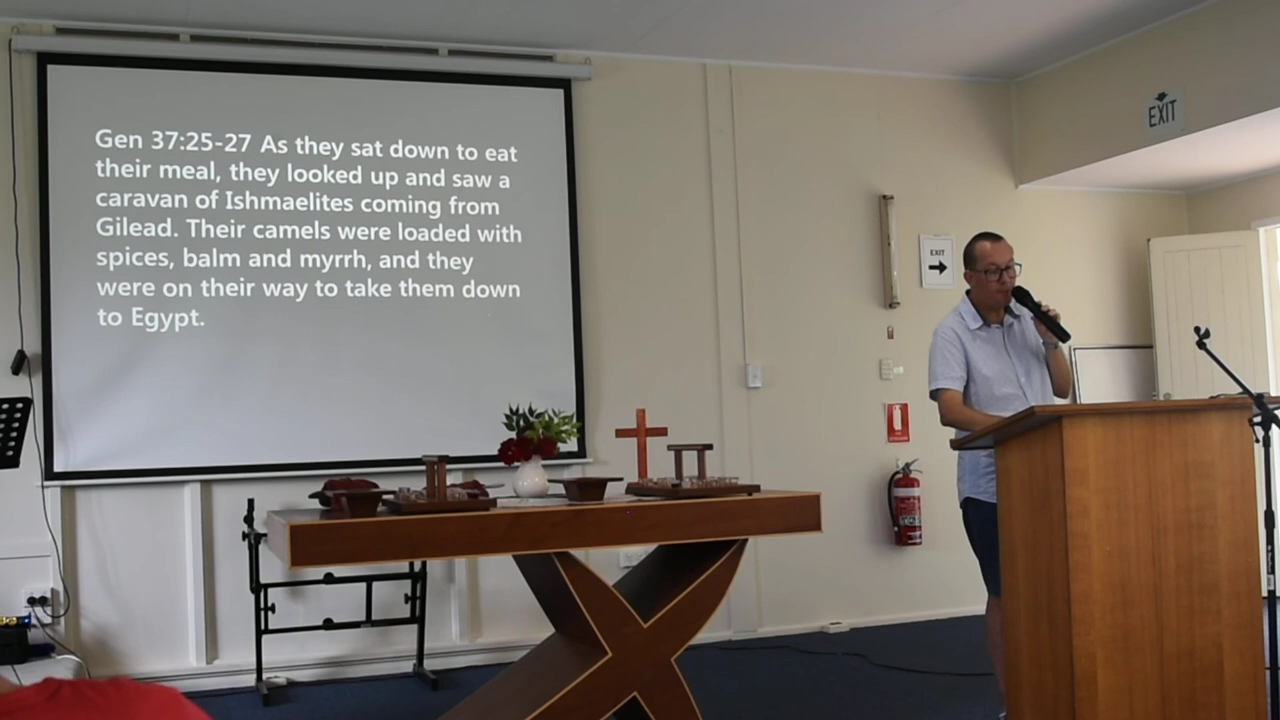 Gen 37:25-27 As they sat down to eat
their meal, they looked up and saw a
caravan of Ishmaelites coming from
Gilead. Their camels were loaded with
spices, balm and myrrh, and they
were on their way to take them down
to Egypt.
EXIT
EXIT